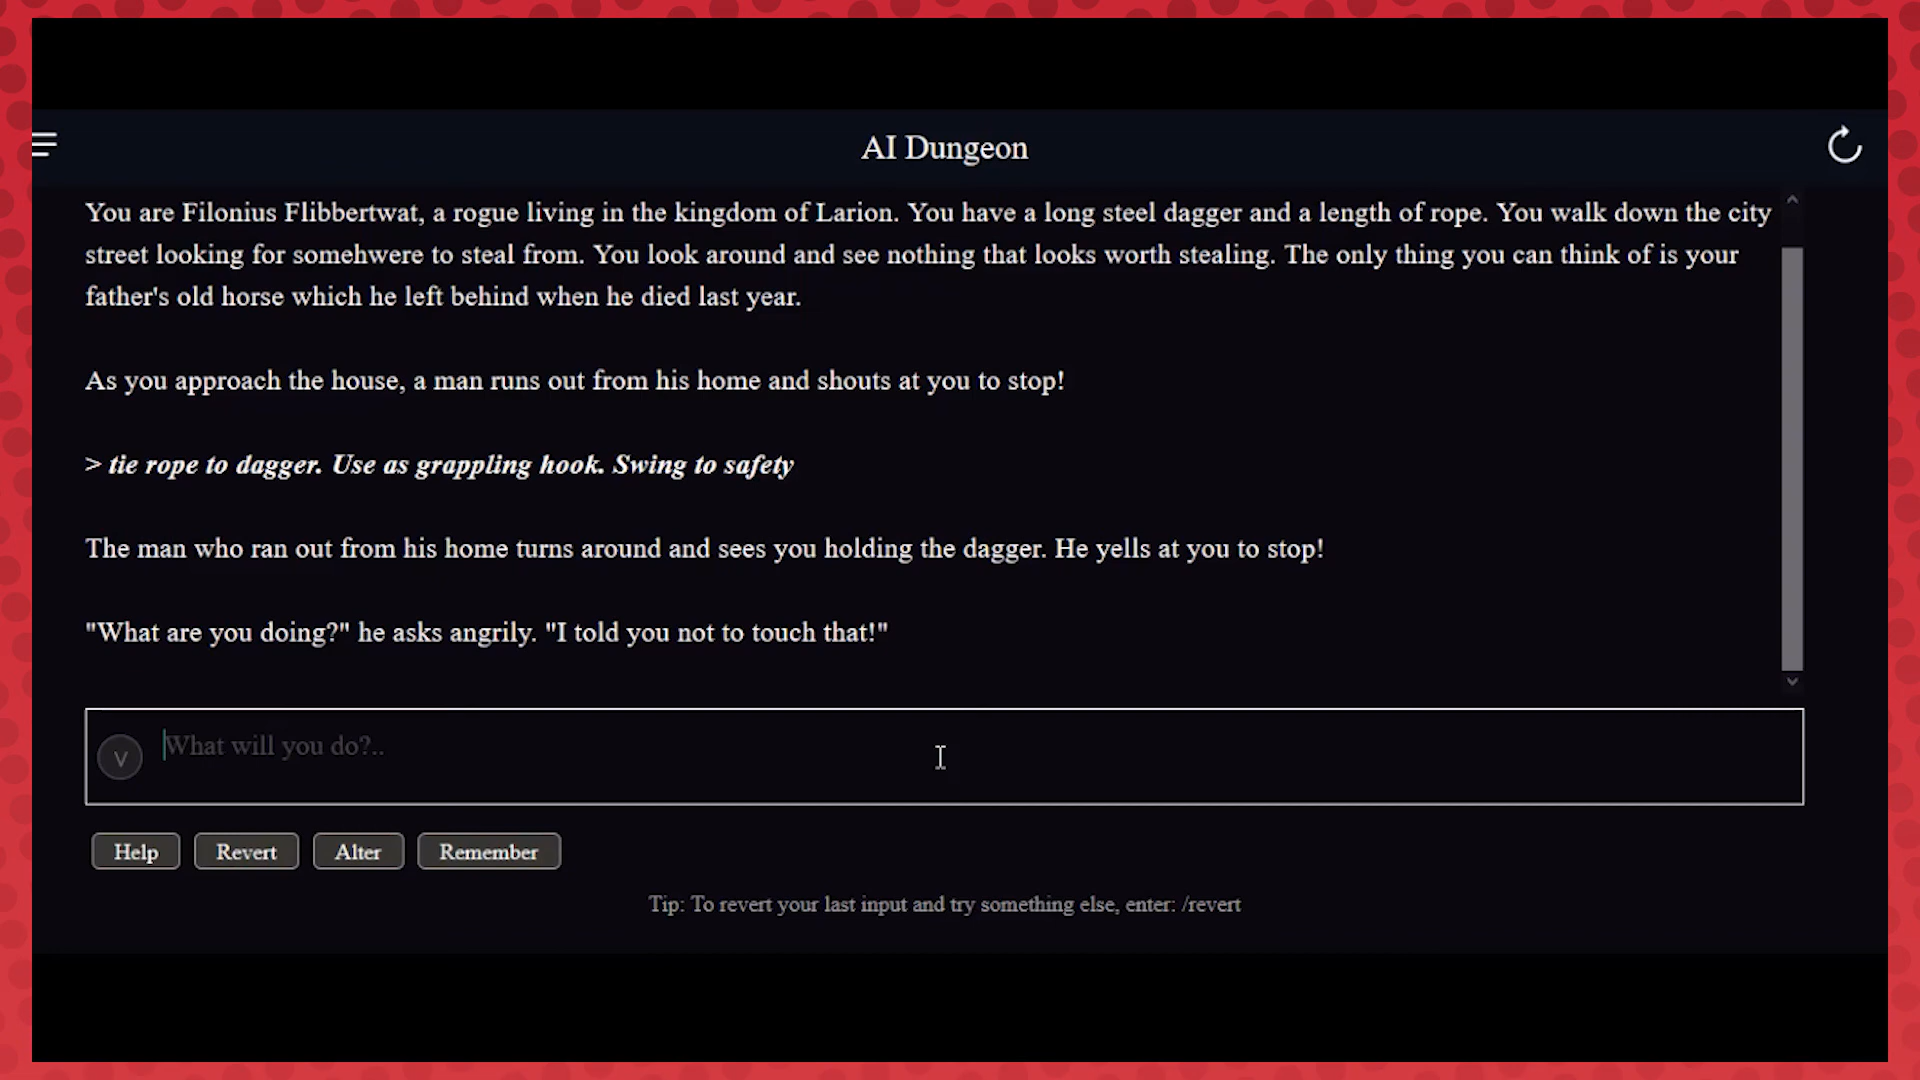 AI Dungeon
You are Filonius Flibbertwat, a rogue living in the kingdom of Larion. You have a long steel dagger and a length of rope. You walk down the city
street looking for somehwere to steal from. You look around and see nothing that looks worth stealing. The only thing you can think of is your
father's old horse which he left behind when he died last year.
As you approach the house, a man runs out from his home and shouts at you to stop!
> tie rope to dagger. Use as grappling hook. Swing to safety
The man who ran out from his home turns around and sees you holding the dagger. He yells at you to stop!
"What are you doing?" he asks angrily. "I told you not to touch that!"
V What will you do?..
Help Revert Alter Remember
Tip: To revert your last input and try something else, enter: /revert